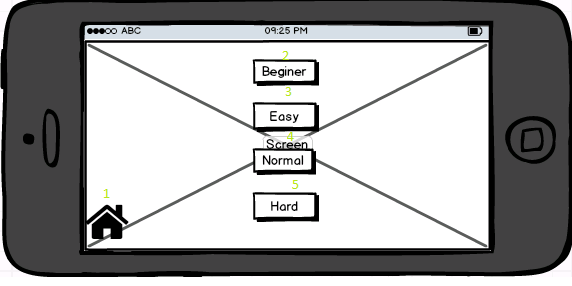 ABC 09:25 PM
2
Beginer
3
Easy
4
Screen
Normal
5
Hard
1